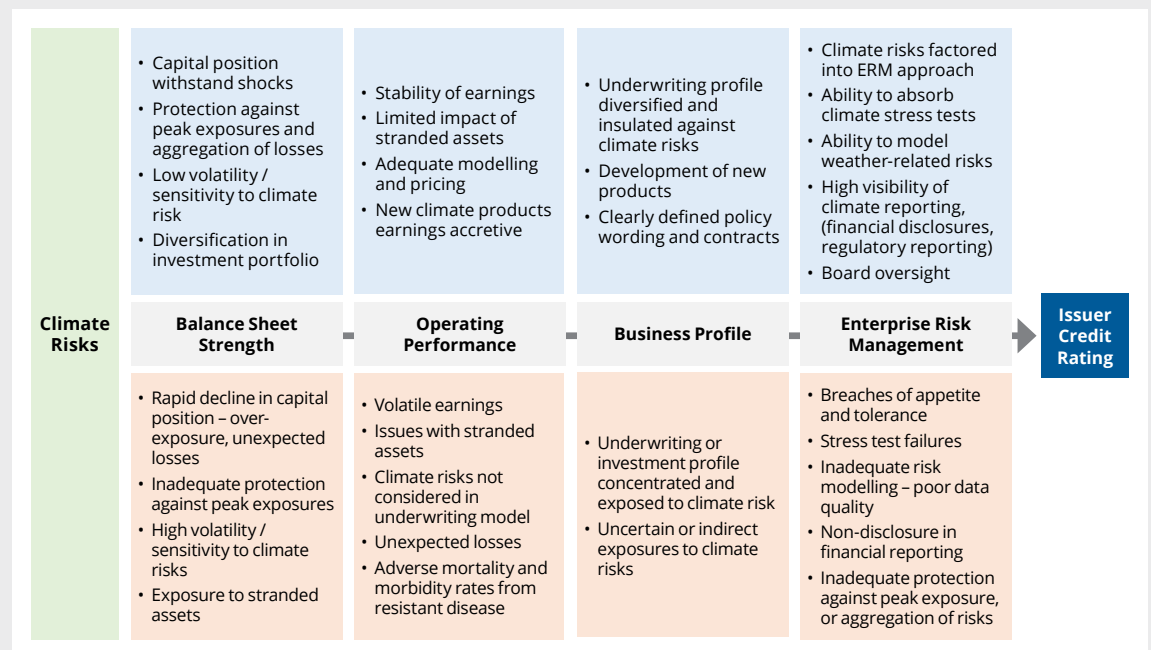 Climate
Risks
• Capital position
withstand shocks
• Protection against
peak exposures and
aggregation of losses
• Low volatility /
sensitivity to climate
risk
• Diversification in
investment portfolio
• Stability of earnings
• Limited impact of
stranded assets
• Adequate modelling
and pricing
• New climate products
earnings accretive
• Underwriting profile
diversified and
insulated against
climate risks
• Development of new
products
• Clearly defined policy
wording and contracts
• Climate risks factored
into ERM approach
• Ability to absorb
climate stress tests
• Ability to model
weather-related risks
• High visibility of
climate reporting,
(financial disclosures,
regulatory reporting)
• Board oversight
Balance Sheet
Strength
Operating
Performance
Business Profile
Enterprise Risk
Management
Issuer
Credit
Rating
• Rapid decline in capital
position – over-
exposure, unexpected
losses
• Inadequate protection
against peak exposures
• High volatility /
sensitivity to climate
risks
• Exposure to stranded
assets
• Volatile earnings
• Issues with stranded
assets
• Climate risks not
considered in
underwriting model
• Unexpected losses
• Adverse mortality and
morbidity rates from
resistant disease
• Underwriting or
investment profile
concentrated and
exposed to climate risk
• Uncertain or indirect
exposures to climate
risks
• Breaches of appetite
and tolerance
• Stress test failures
• Inadequate risk
modelling – poor data
quality
• Non-disclosure in
financial reporting
• Inadequate protection
against peak exposure,
or aggregation of risks